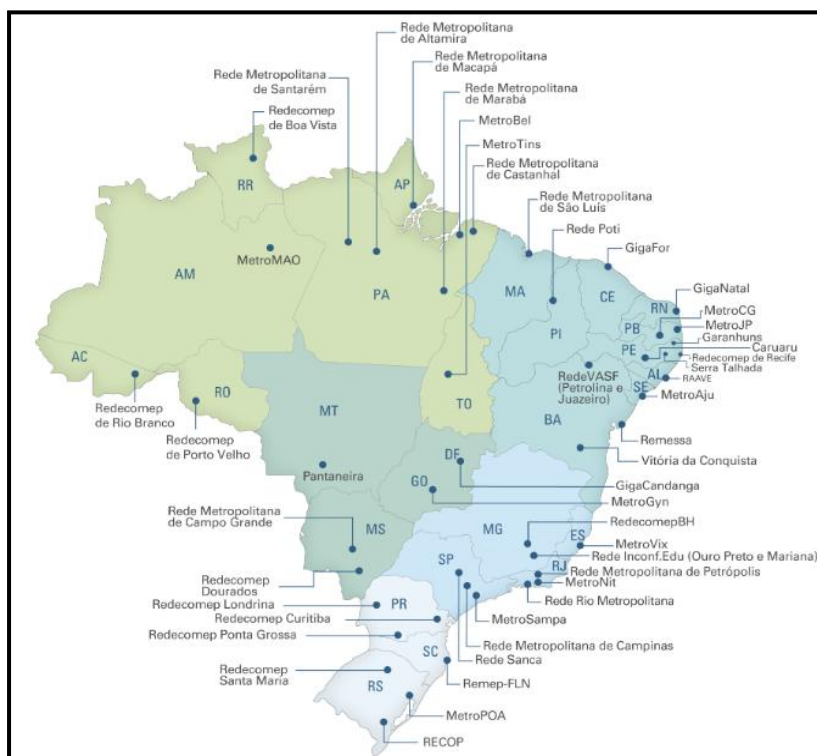 Rede Metropolitana
de Altamira
Rede Metropolitana
de Macapá
Rede Metropolitana
de Santarém
Rede Metropolitana
de Marabá
Redecomep
de Boa Vista
MetroBel
MetroTins
Rede Metropolitana
de Castanhal
Rede Metropolitana
de São Luís
Rede Poti
GigaFor
RR
AP
MetroMAO
AM
PA
MA
CE
GigaNatal
RN
MetroCG
PB
MetroJP
Garanhuns
PI
PE
Caruaru
Redecomep de Recife
Serra Talhada
AC
RO
MT
TO
RedeVASF
(Petrolina e
Juazeiro)
AL
RAAVE
SE
MetroAju
Redecomep
de Rio Branco
BA
Remessa
Redecomep
de Porto Velho
Vitória da Conquista
Pantaneira
DF
GO
GigaCandanga
MetroGyn
Rede Metropolitana
de Campo Grande
MS
MG
ES
RedecomepBH
MetroVix
Rede Inconf.Edu (Ouro Preto e Mariana)
SP
RJ
Rede Metropolitana de Petrópolis
MetroNit
Rede Rio Metropolitana
Redecomep
Dourados
Redecomep Londrina
PR
MetroSampa
Redecomep Curitiba
Redecomep Ponta Grossa
Rede Metropolitana de Campinas
SC
Rede Sanca
Redecomep
Santa Maria
RS
Remep-FLN
MetroPOA
RECOP